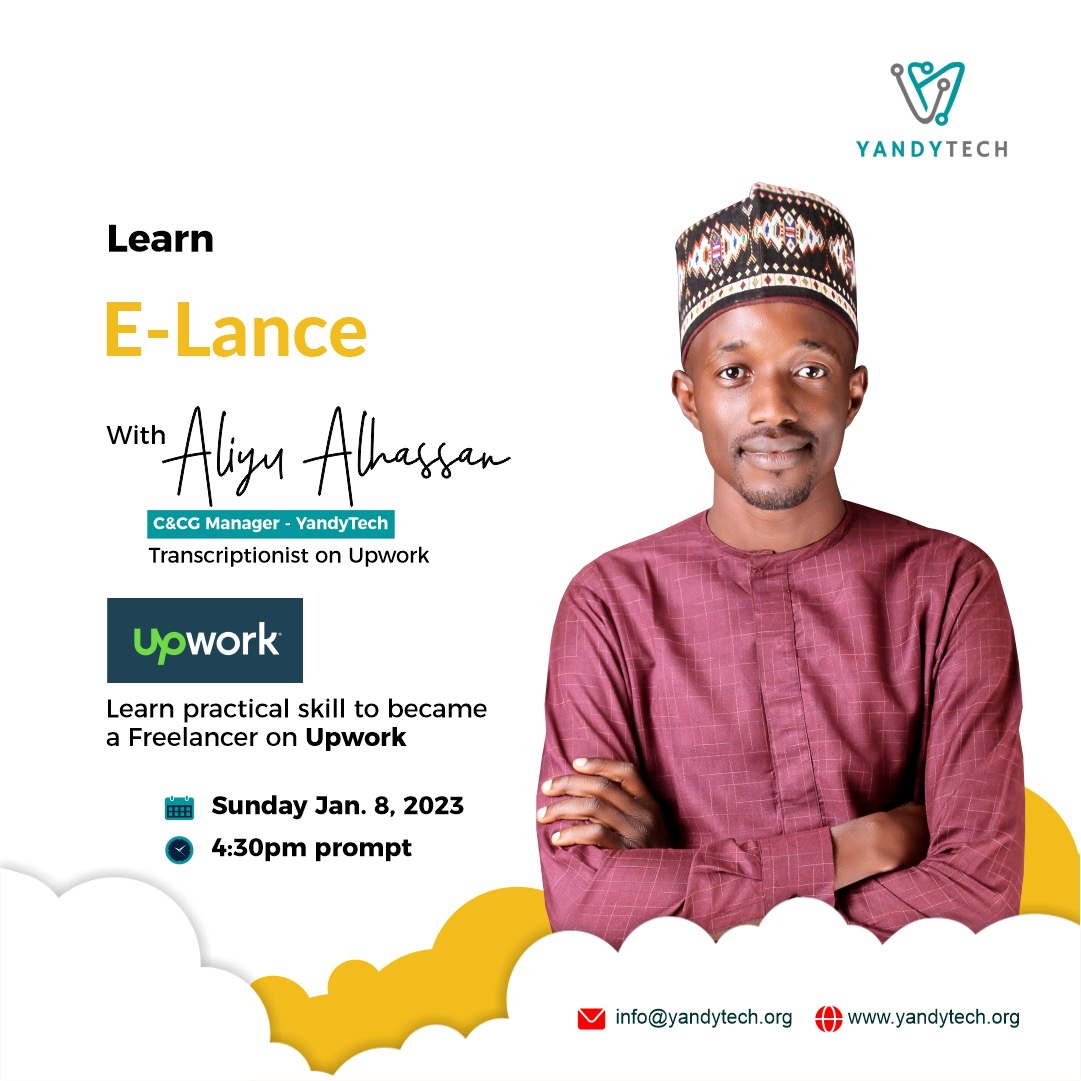 YANDYTECH
Learn
E-Lance
With Aliyu Alhassan
C&CG Manager - YandyTech
Transcriptionist on Upwork
upwork
Learn practical skill to became
a Freelancer on Upwork
Sunday Jan. 8, 2023
4:30pm prompt
info@yandytech.org www.yandytech.org